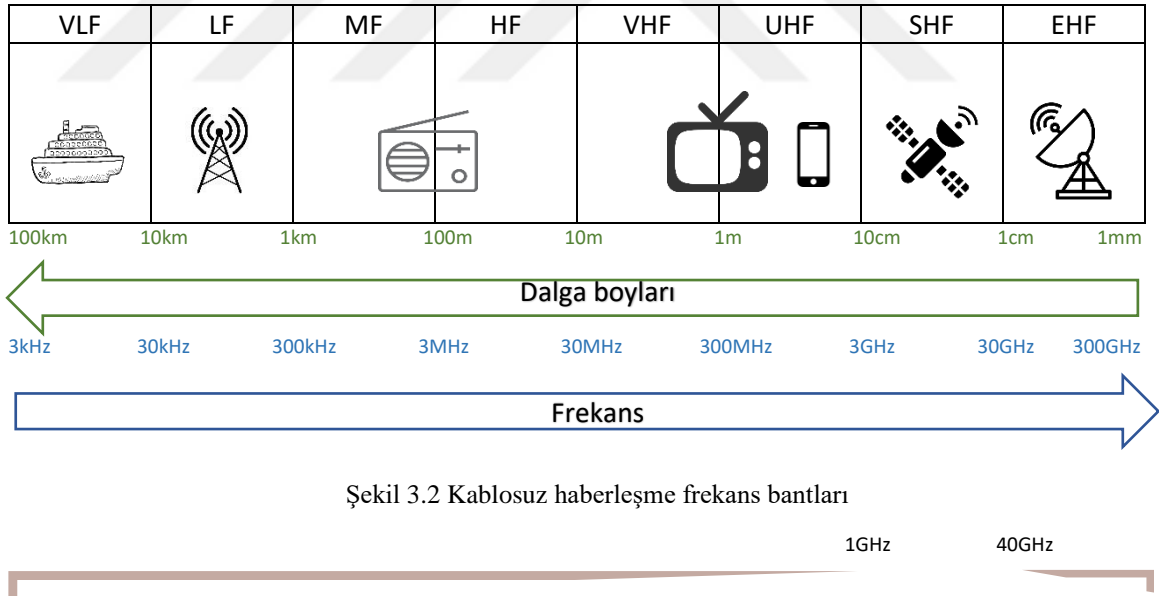 VLF LF MF HF VHF UHF SHF EHF
100km 10km 1km 100m 10m 1m 10cm 1cm 1mm
Dalga boyları
3kHz 30kHz 300kHz 3MHz 30MHz 300MHz 3GHz 30GHz 300GHz
Frekans
Şekil 3.2 Kablosuz haberleşme frekans bantları
1GHz 40GHz